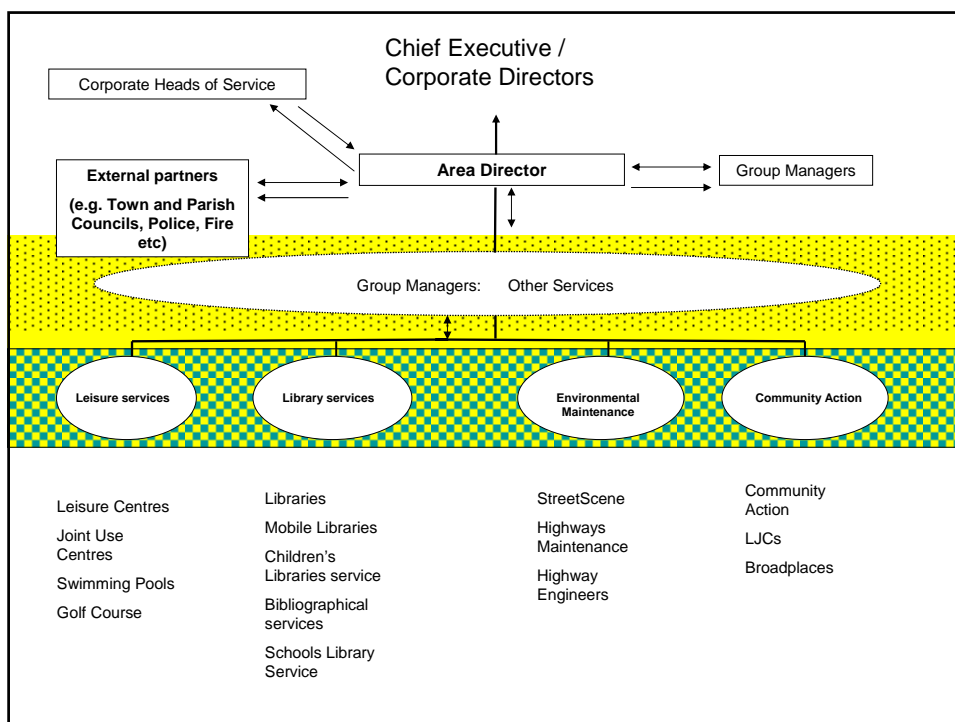 Chief Executive /
Corporate Directors
Corporate Heads of Service
Area Director
Group Managers
External partners
(e.g. Town and Parish
Councils, Police, Fire
etc)
Group Managers: Other Services
Leisure services
Library services
Environmental
Maintenance
Community Action
Leisure Centres
Joint Use
Centres
Swimming Pools
Golf Course
Libraries
Mobile Libraries
Children's
Libraries service
Bibliographical
services
Schools Library
Service
StreetScene
Highways
Maintenance
Highway
Engineers
Community
Action
LJCs
Broadplaces